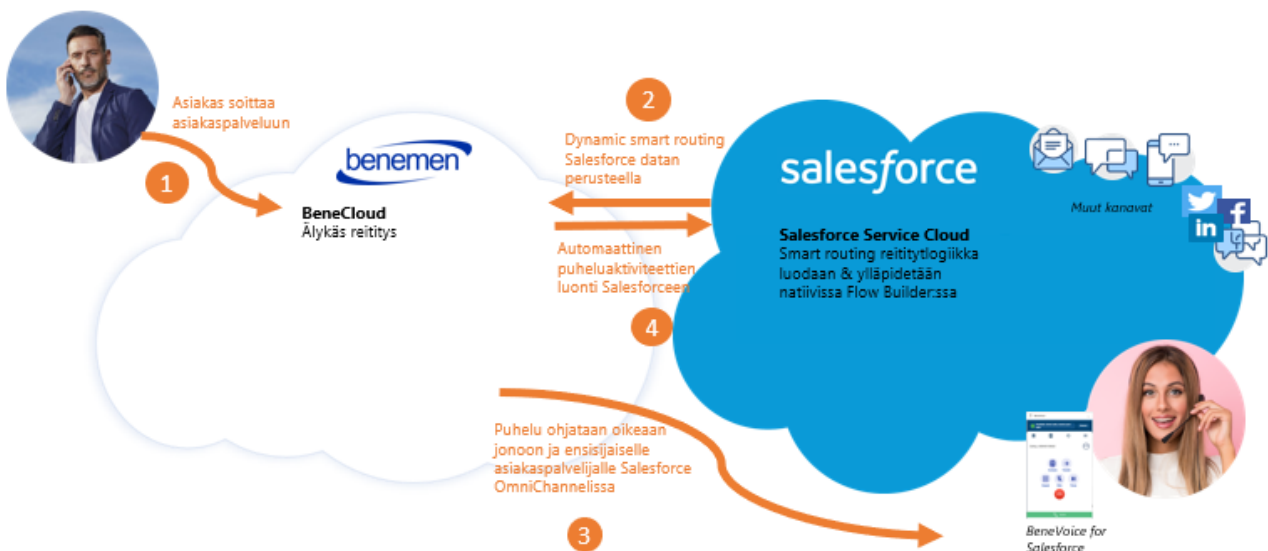 Asiakas soittaa
asiakaspalveluun
1
benemen
BeneCloud
Älykäs reititys
2
Dynamic smart routing
Salesforce datan
perusteella
Automaattinen
puheluaktiviteettien
luonti Salesforceen
4
salesforce
Salesforce Service Cloud
Smart routing reititytlogiikka
luodaan & ylläpidetään
natiivissa Flow Builder:ssa
Muut kanavat
f
in
Puhelu ohjataan oikeaan
jonoon ja ensisijaiselle
asiakaspalvelijalle Salesforce
OmniChannelissa
3
BeneVoice for
Salesforce